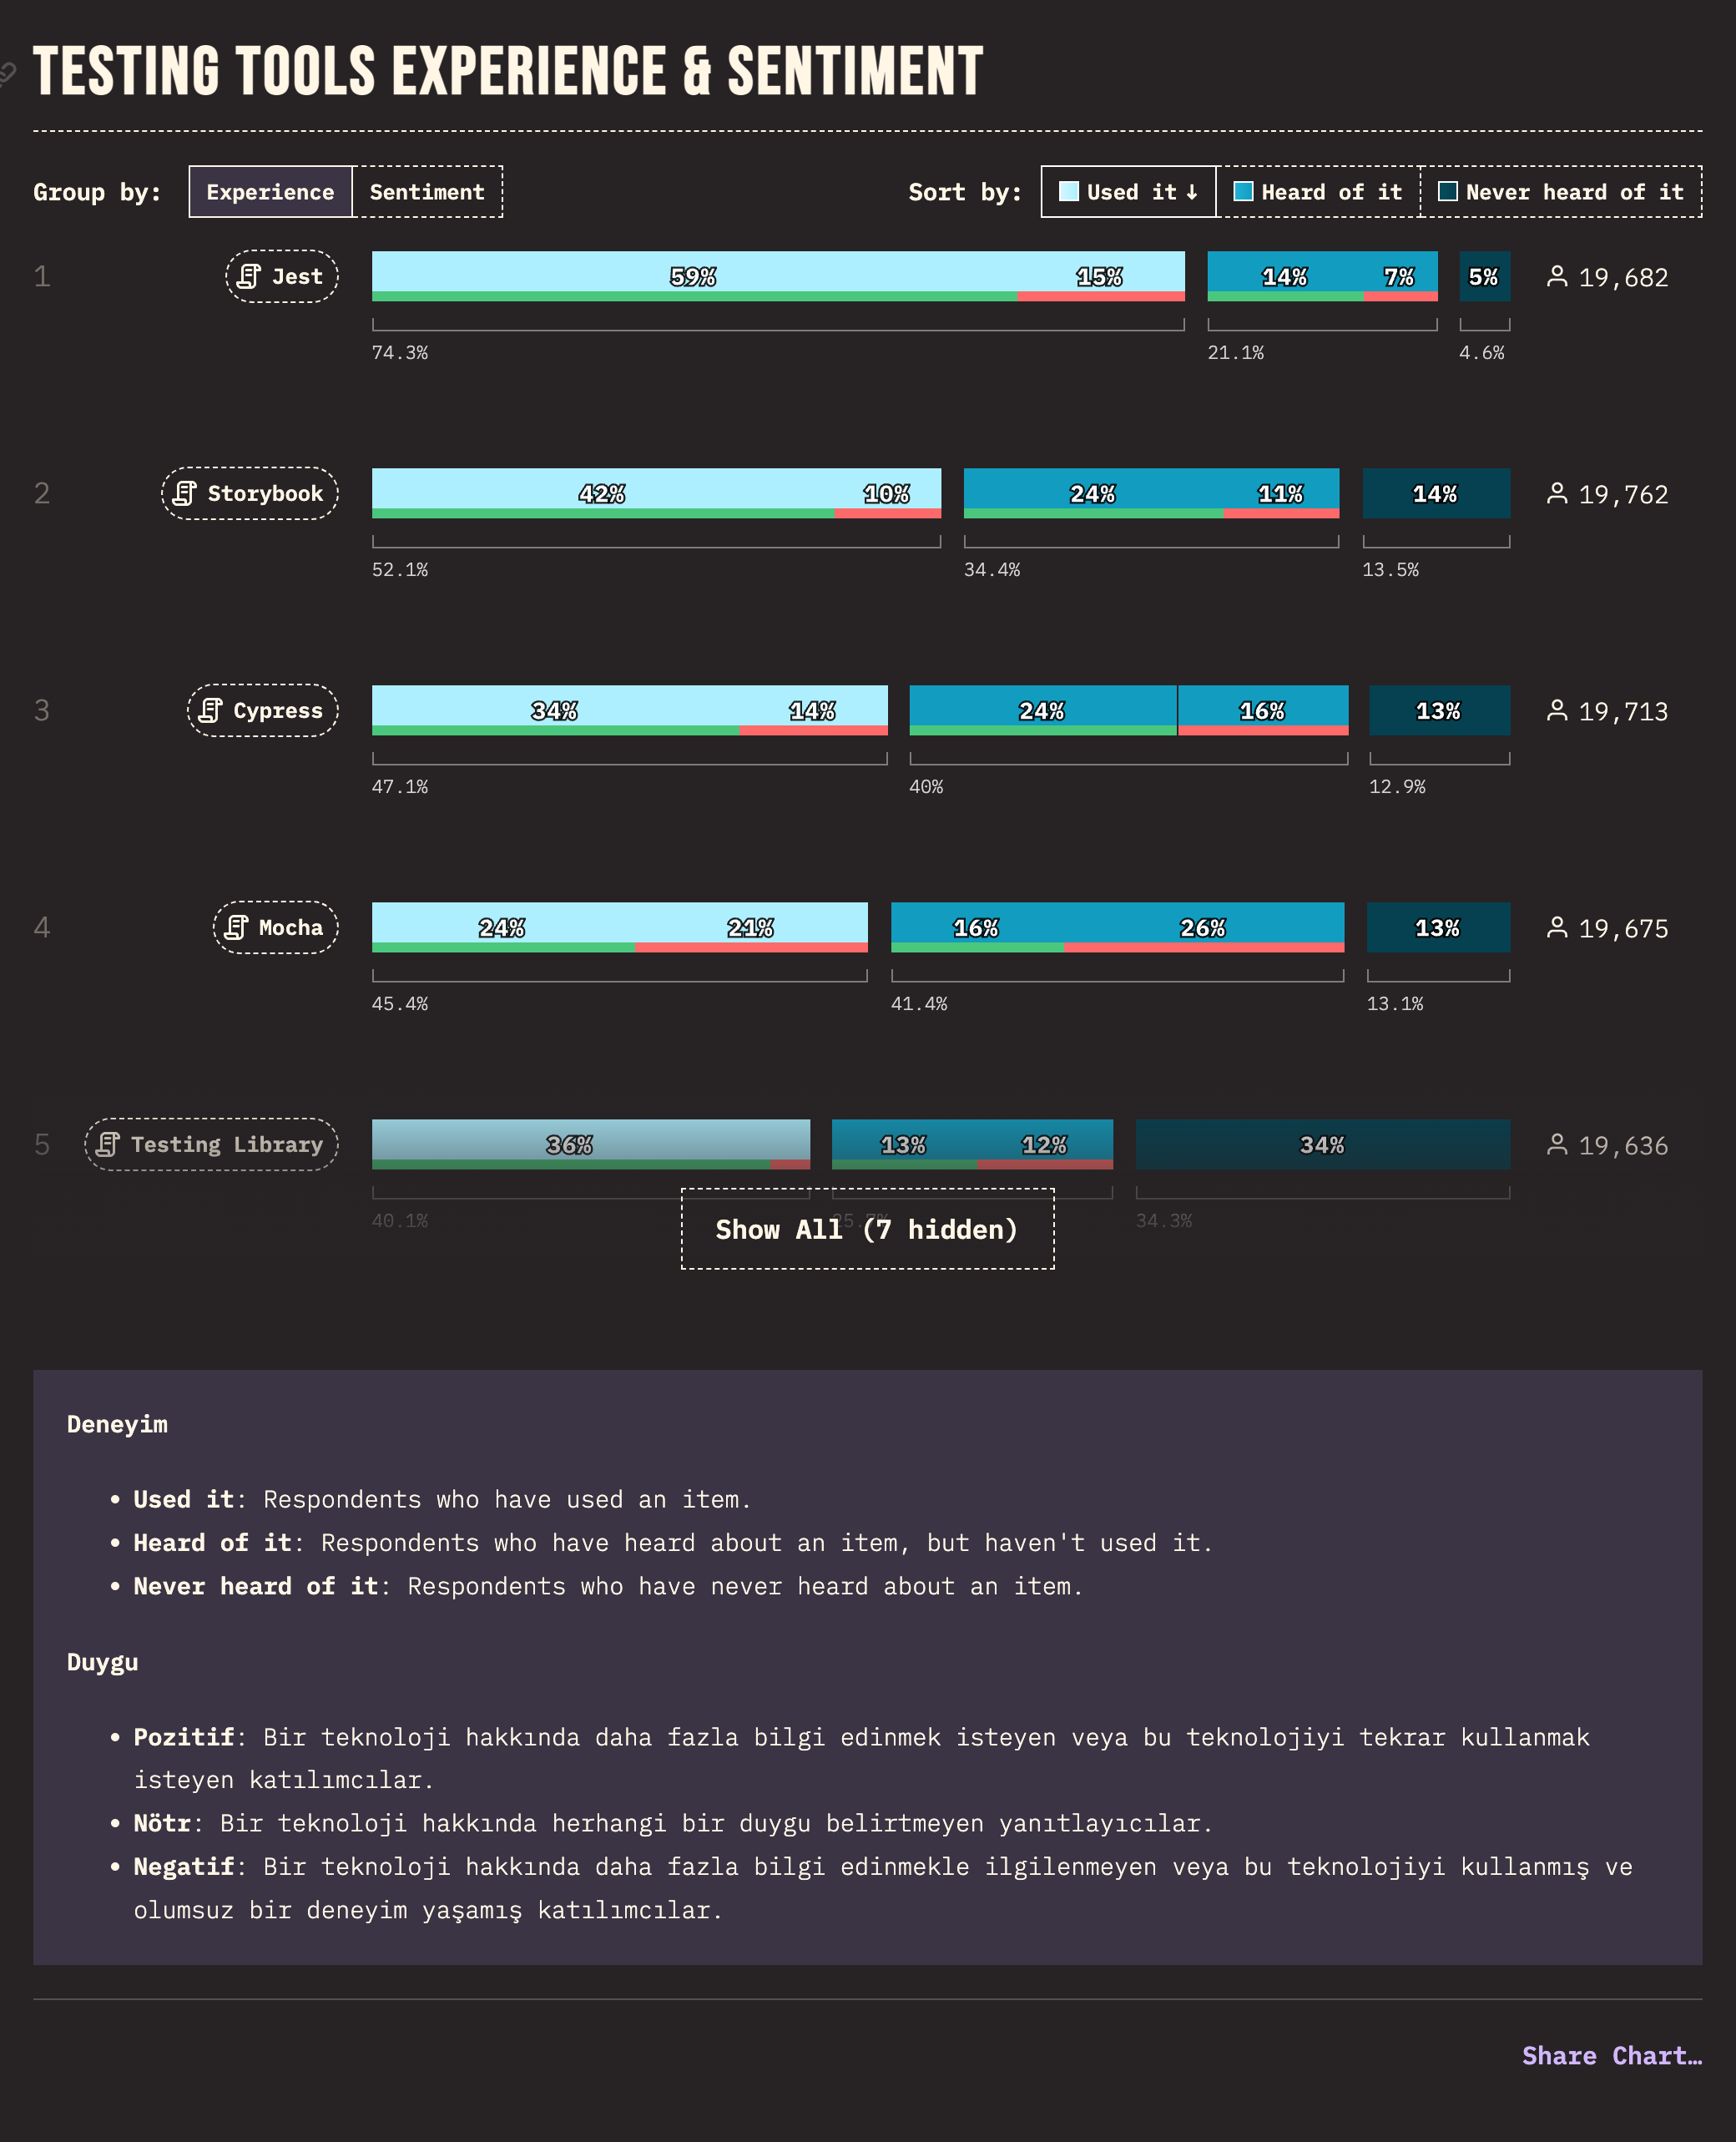 TESTING TOOLS EXPERIENCE & SENTIMENT
Group by: Experience Sentiment Sort by: Used it ↓ Heard of it Never heard of it
1 Jest 59% 15% 14% 7% 5% 19,682
74.3% 21.1% 4.6%
2 Storybook 42% 10% 24% 11% 14% 19,762
52.1% 34.4% 13.5%
3 Cypress 34% 14% 24% 16% 13% 19,713
47.1% 40% 12.9%
4 Mocha 24% 21% 16% 26% 13% 19,675
45.4% 41.4% 13.1%
5 Testing Library 36% 13% 12% 34% 19,636
40.1% 34.3%
Show All (7 hidden)
Deneyim
• Used it: Respondents who have used an item.
• Heard of it: Respondents who have heard about an item, but haven't used it.
• Never heard of it: Respondents who have never heard about an item.
Duygu
• Pozitif: Bir teknoloji hakkında daha fazla bilgi edinmek isteyen veya bu teknolojiyi tekrar kullanmak
isteyen katılımcılar.
• Nötr: Bir teknoloji hakkında herhangi bir duygu belirtmeyen yanıtlayıcılar.
• Negatif: Bir teknoloji hakkında daha fazla bilgi edinmekle ilgilenmeyen veya bu teknolojiyi kullanmış ve
olumsuz bir deneyim yaşamış katılımcılar.
Share Chart…